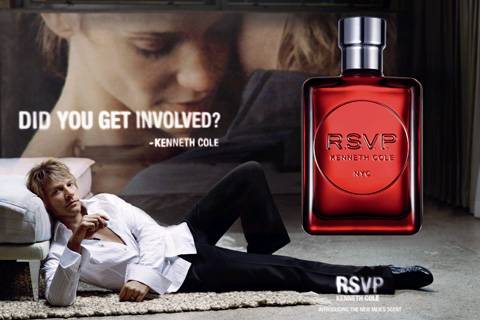 DID YOU GET INVOLVED?
-KENNETH COLE
RSVP
KENNETH COLE
NYC
RSVP
KENNETH COLE
INTRODUCING THE NEW MEN'S SCENT